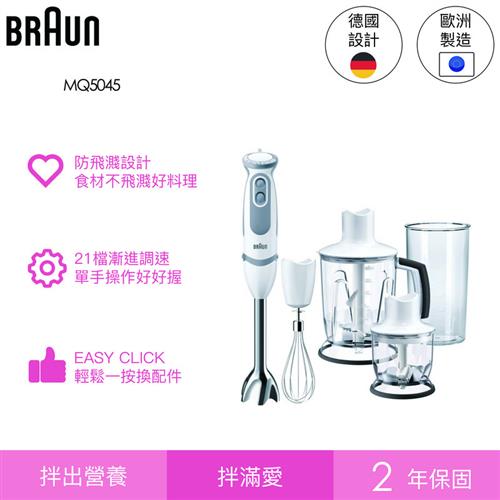 BRAUN
德國
設計
歐洲
製造
MQ5045
防飛濺設計
食材不飛濺好料理
21檔漸進調速
單手操作好好握
EASY CLICK
輕鬆一按換配件
BRAUN
拌出營養
拌滿愛
2 年保固